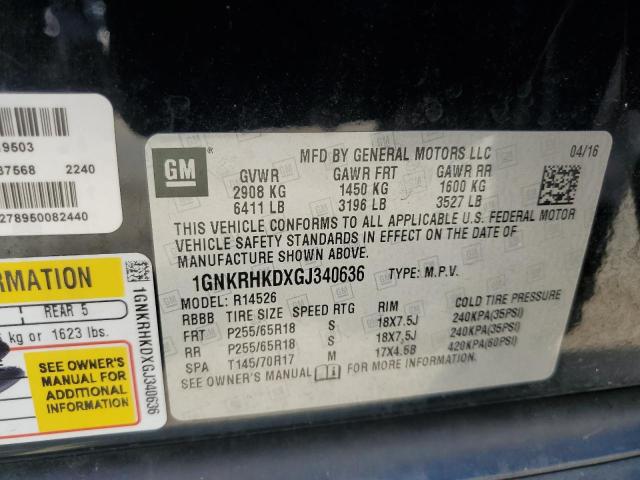 9503
37568 2240
278950082440
GM
MFD BY GENERAL MOTORS LLC 04/16
GVWR GAWR FRT GAWR RR
2908 KG 1450 KG 1600 KG
6411 LB 3196 LB 3527 LB
THIS VEHICLE CONFORMS TO ALL APPLICABLE U.S. FEDERAL MOTOR
VEHICLE SAFETY STANDARDS IN EFFECT ON THE DATE OF
MANUFACTURE SHOWN ABOVE.
1GNKRHKDXGJ340636 TYPE: M.P.V.
MODEL: R14526
RBBB TIRE SIZE SPEED RTG RIM COLD TIRE PRESSURE
FRT P255/65R18 S 18X7.5J 240KPA(35PSI)
RR P255/65R18 S 18X7.5J 240KPA(35PSI)
SPA T145/70R17 M 17X4.5B 420KPA(60PSI)
SEE OWNER'S MANUAL FOR MORE INFORMATION.
RMATION
REAR 5
kg or 1623 lbs.
SEE OWNER'S
MANUAL FOR
ADDITIONAL
INFORMATION
1GNKRHKDXGJ340636